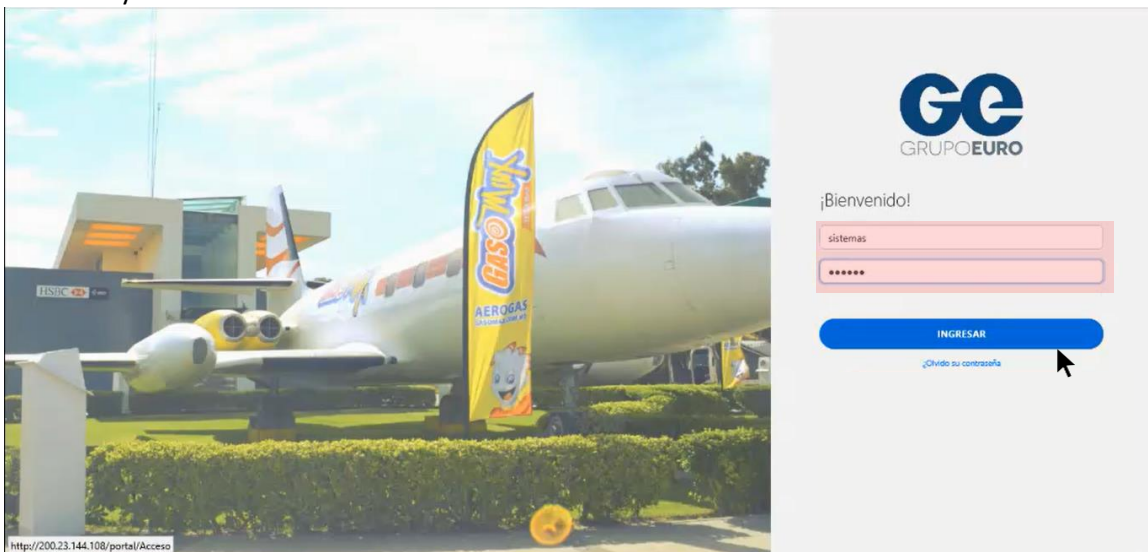 GE
GRUPOEURO
¡Bienvenido!
sistemas
••••••
INGRESAR
¿Olvido su contraseña
HSBC
GASOMAX
AEROGAS
http://200.23.144.108/portal/Acceso